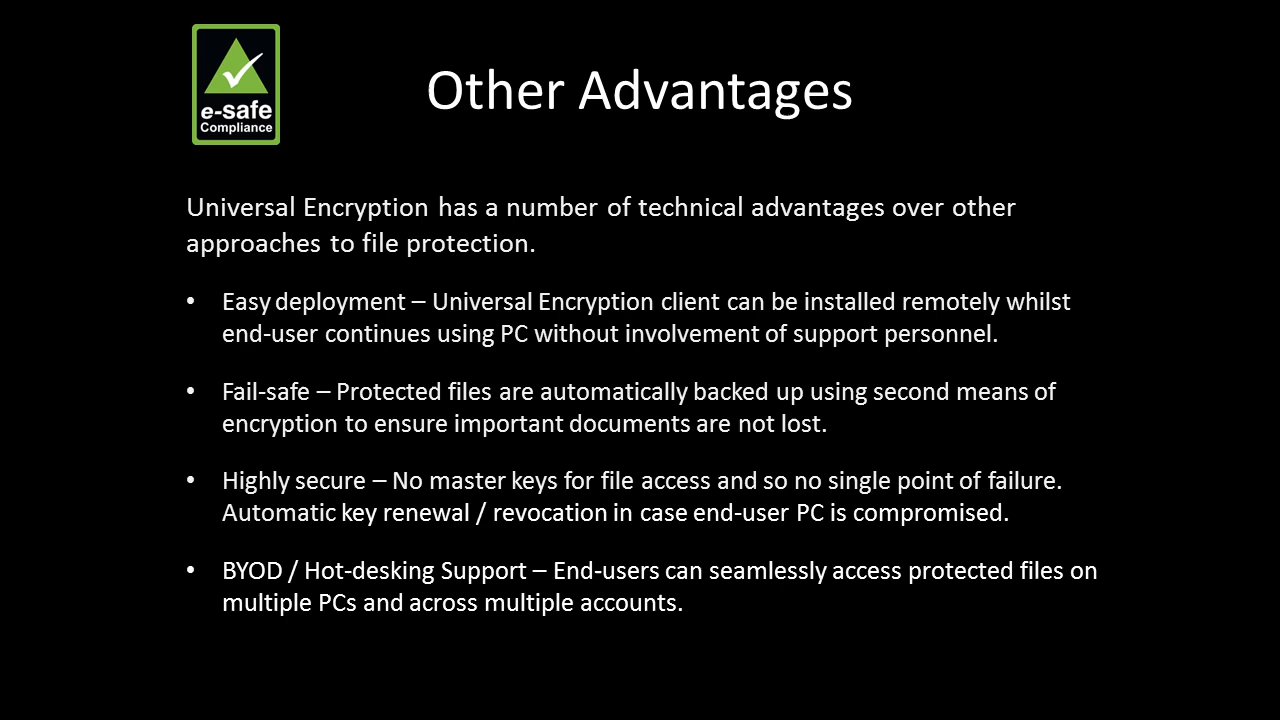 e-safe
Compliance
Other Advantages
Universal Encryption has a number of technical advantages over other
approaches to file protection.
• Easy deployment – Universal Encryption client can be installed remotely whilst
end-user continues using PC without involvement of support personnel.
• Fail-safe – Protected files are automatically backed up using second means of
encryption to ensure important documents are not lost.
• Highly secure – No master keys for file access and so no single point of failure.
Automatic key renewal / revocation in case end-user PC is compromised.
• BYOD / Hot-desking Support – End-users can seamlessly access protected files on
multiple PCs and across multiple accounts.